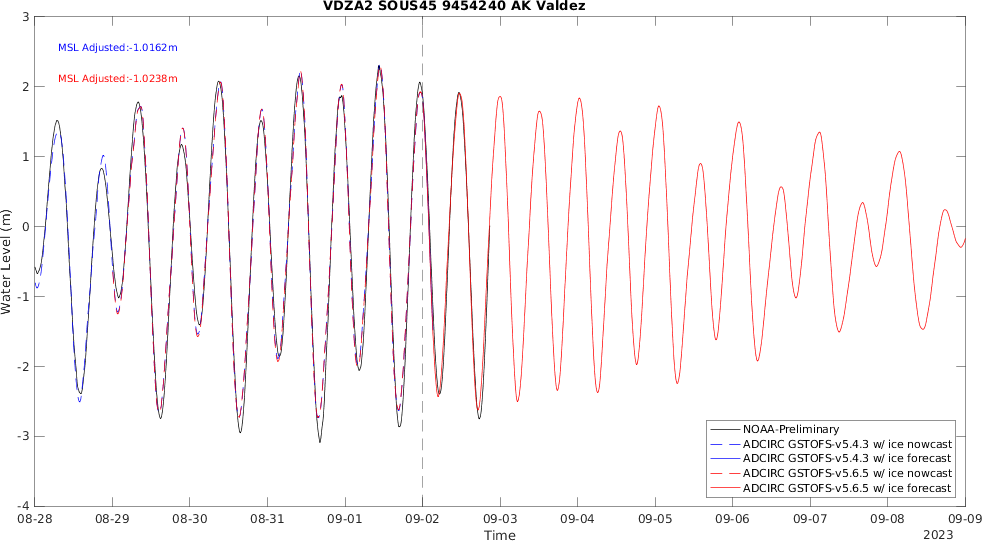 VDZA2 SOUS45 9454240 AK Valdez
MSL Adjusted:-1.0162m
MSL Adjusted:-1.0238m
Water Level (m)
3
2
1
0
-1
-2
-3
-4
NOAA-Preliminary
ADCIRC GSTOFS-v5.4.3 w/ ice nowcast
ADCIRC GSTOFS-v5.4.3 w/ ice forecast
ADCIRC GSTOFS-v5.6.5 w/ ice nowcast
ADCIRC GSTOFS-v5.6.5 w/ ice forecast
08-28 08-29 08-30 08-31 09-01 09-02 09-03 09-04 09-05 09-06 09-07 09-08 09-09
Time
2023